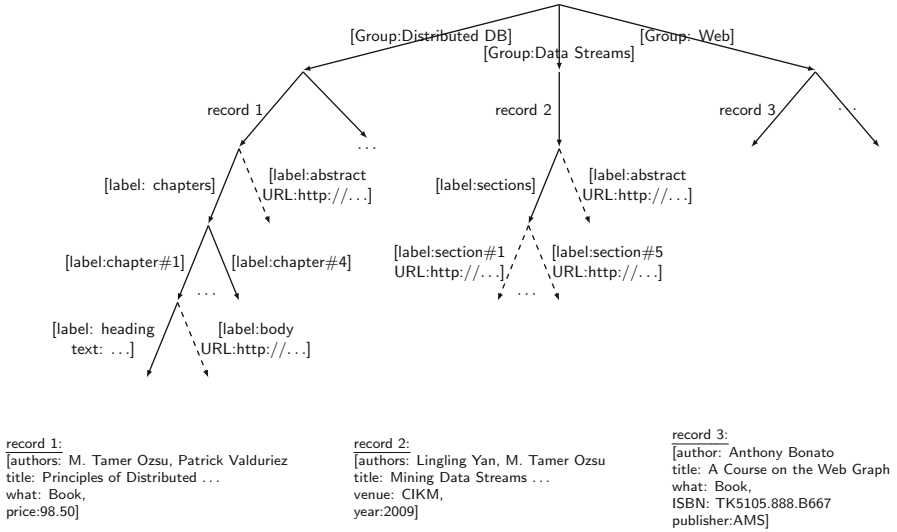 [Group:Distributed DB]
[Group: Web]
[Group:Data Streams]
record 1
record 2
record 3
. . .
. . .
[label: chapters]
[label:abstract
URL:http://. . .]
[label:sections]
[label:abstract
URL:http://. . .]
[label:chapter#1]
[label:chapter#4]
[label:section#1
URL:http://. . .]
[label:section#5
URL:http://. . .]
. . .
. . .
[label: heading
text: . . .]
[label:body
URL:http://. . .]
record 1:
[authors: M. Tamer Ozsu, Patrick Valduriez
title: Principles of Distributed . . .
what: Book,
price:98.50]
record 2:
[authors: Lingling Yan, M. Tamer Ozsu
title: Mining Data Streams . . .
venue: CIKM,
year:2009]
record 3:
[author: Anthony Bonato
title: A Course on the Web Graph
what: Book,
ISBN: TK5105.888.B667
publisher:AMS]